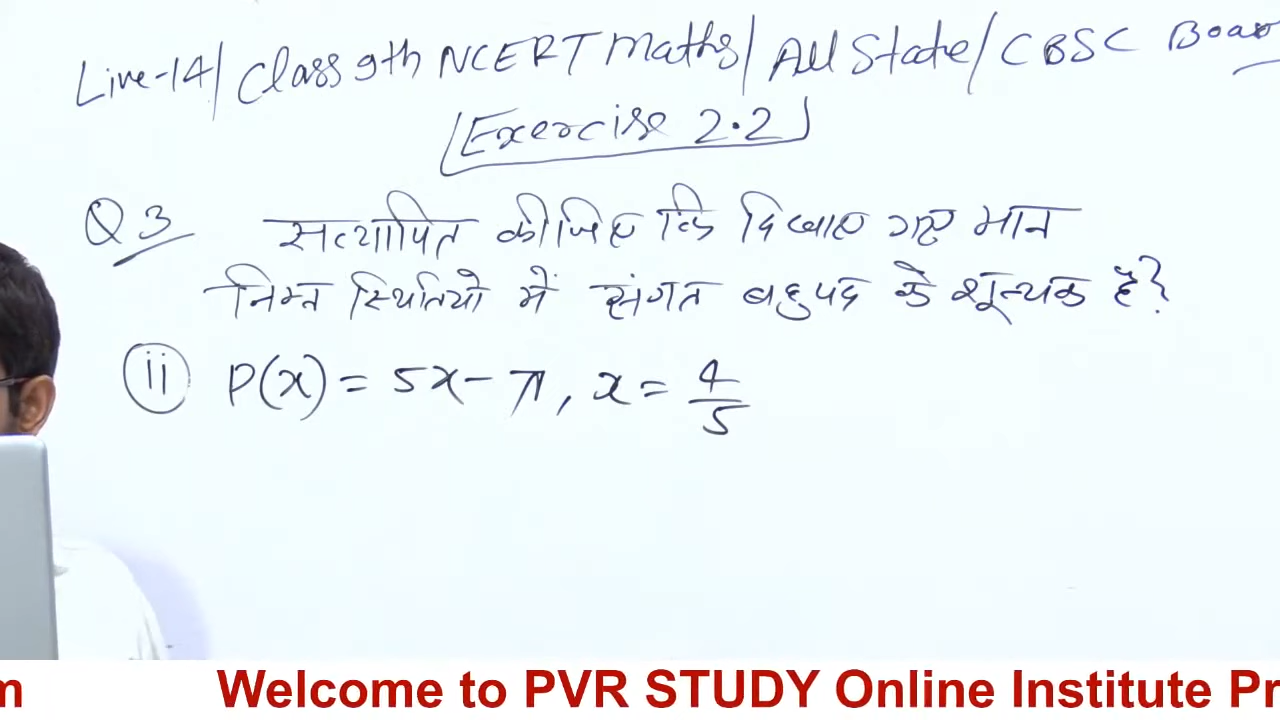 Live-14/ Class 9th NCERT Maths/ All State/ CBSC Boar
Exercise 2.2
Q 3 सत्यापित कीजिए कि दिखाए गए मान
निम्न स्थितियो में संगत बहुपद के शून्यक है?
ii P(x) = 5x - π, x = 4/5
m Welcome to PVR STUDY Online Institute Pr